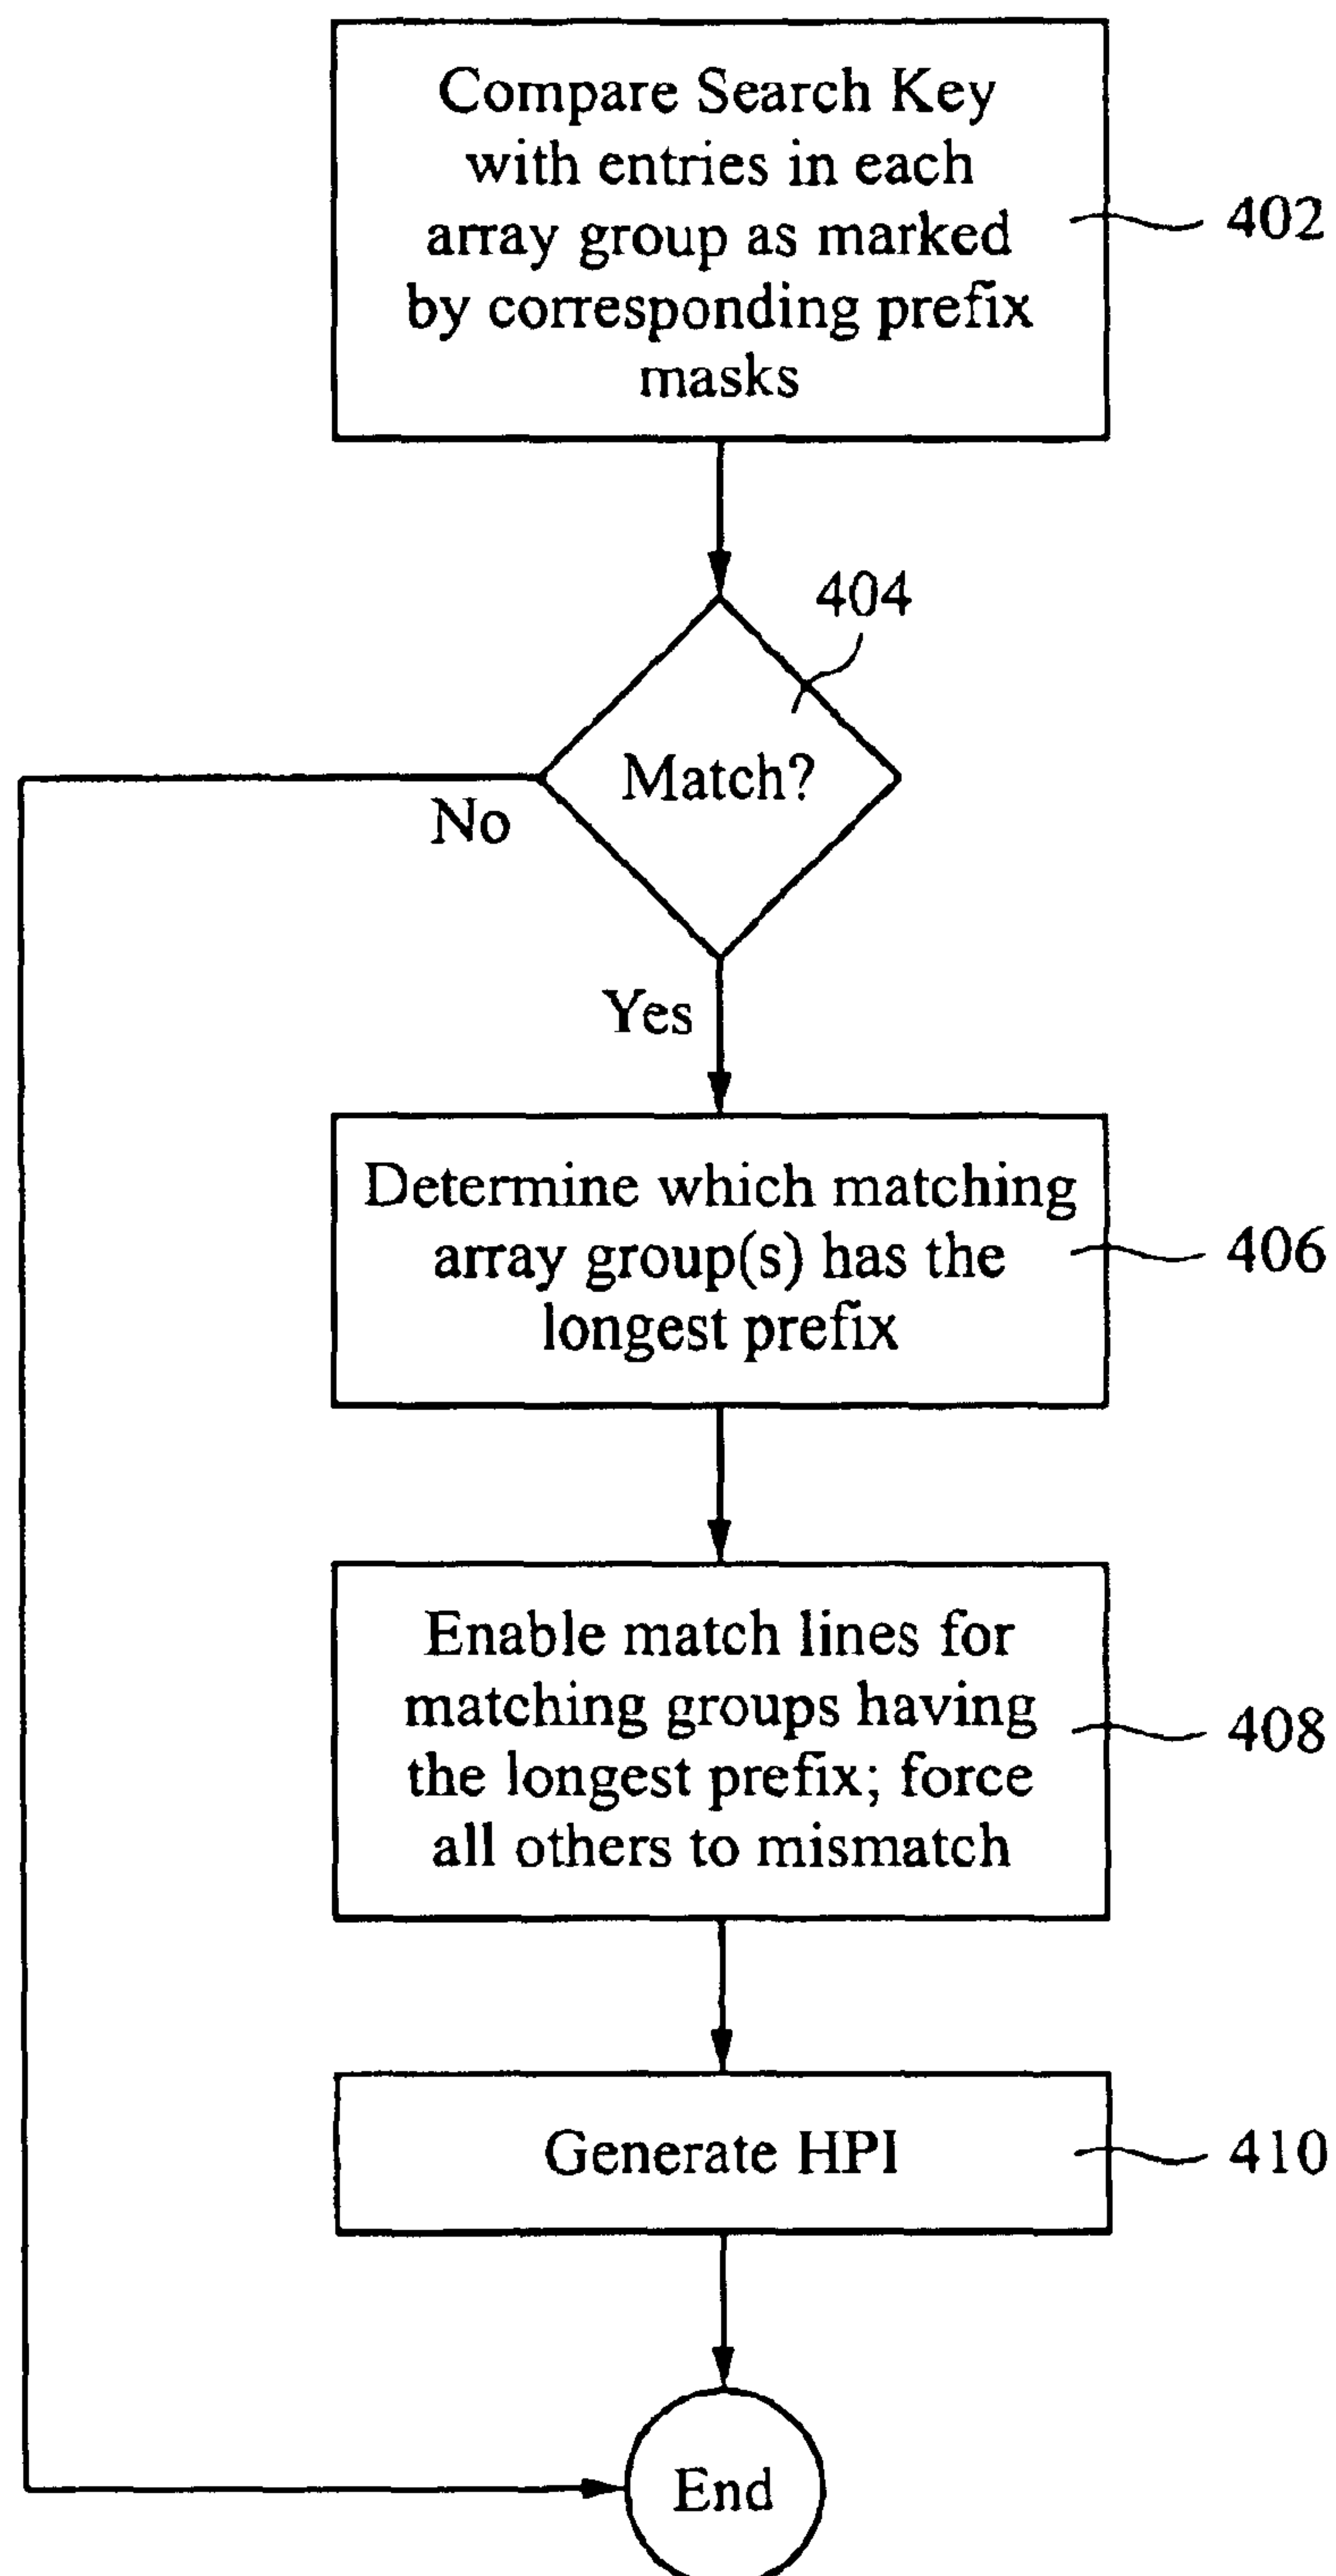 Compare Search Key
with entries in each
array group as marked
by corresponding prefix
masks
402
404
Match?
No
Yes
Determine which matching
array group(s) has the
longest prefix
406
Enable match lines for
matching groups having
the longest prefix; force
all others to mismatch
408
Generate HPI
410
End